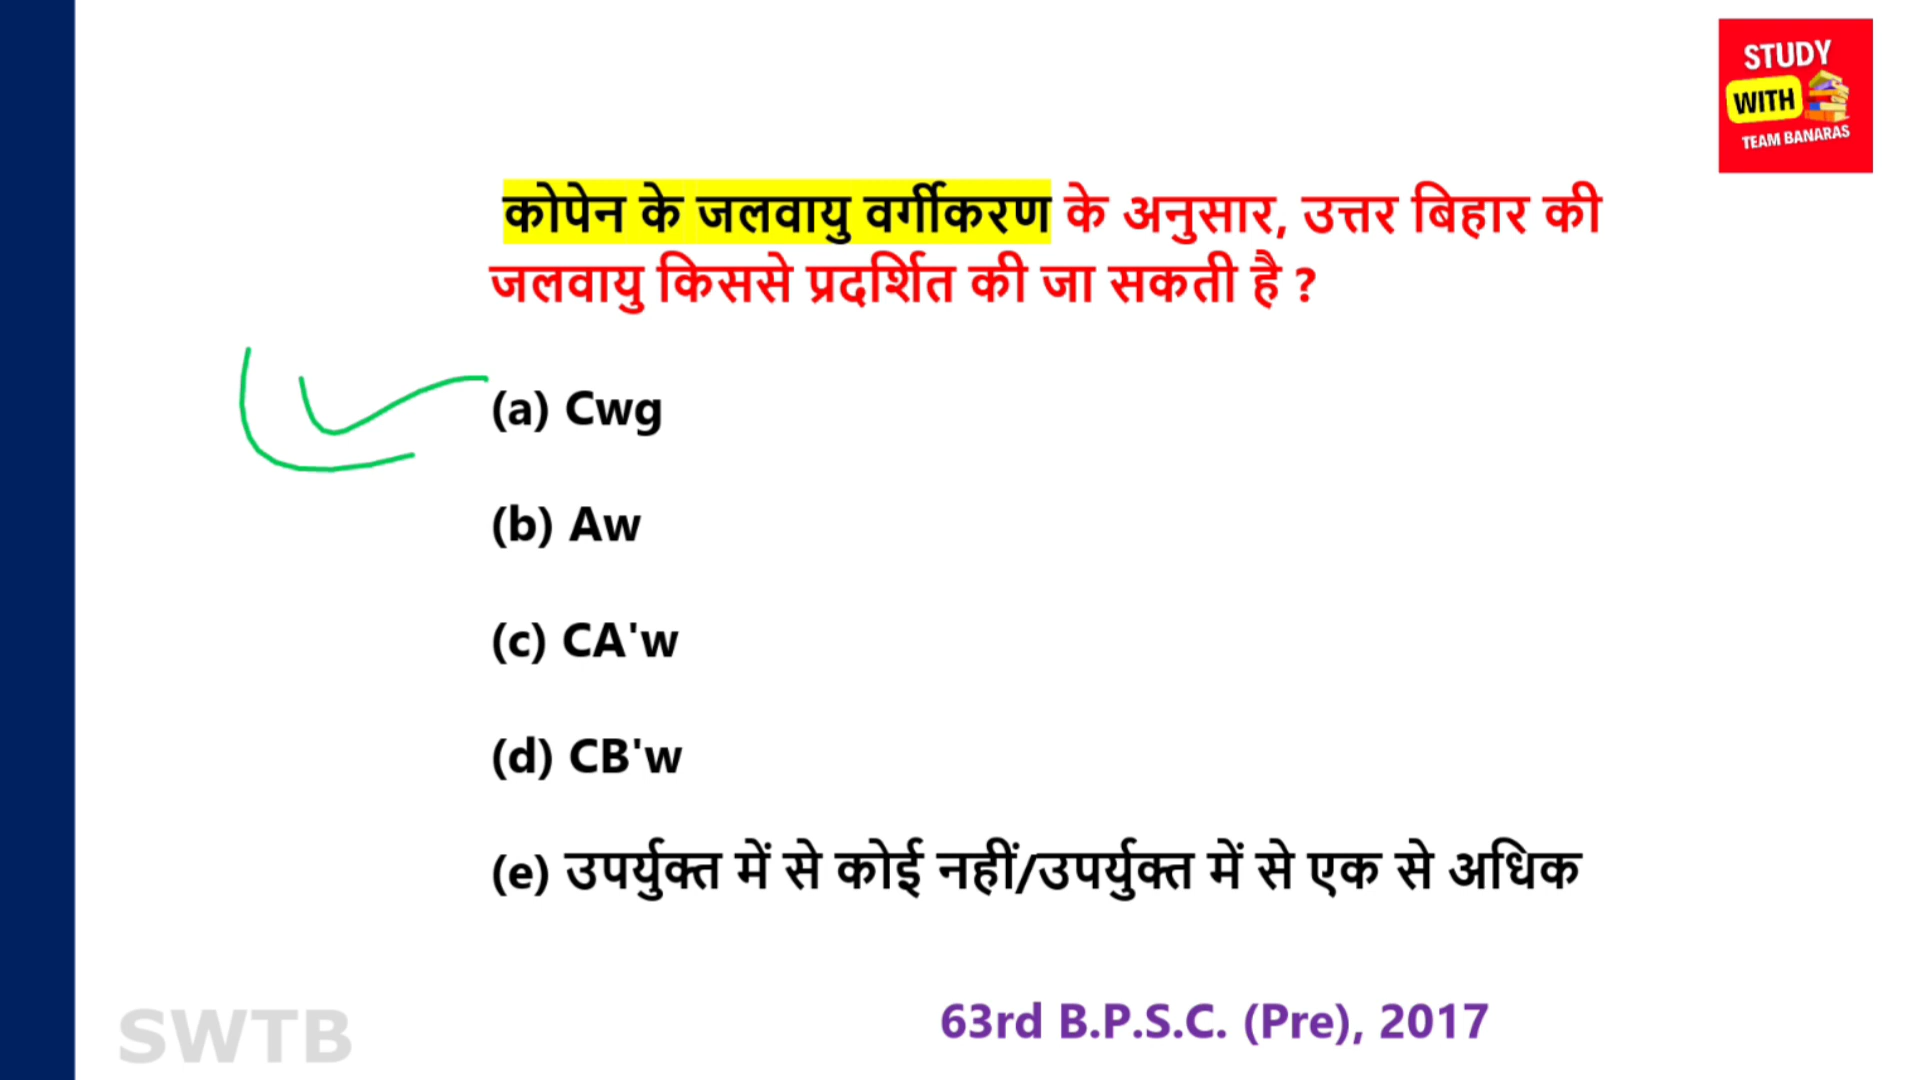 STUDY
WITH
TEAM BANARAS
कोपेन के जलवायु वर्गीकरण के अनुसार, उत्तर बिहार की
जलवायु किससे प्रदर्शित की जा सकती है ?
(a) Cwg
(b) Aw
(c) CA'w
(d) CB'w
(e) उपर्युक्त में से कोई नहीं/उपर्युक्त में से एक से अधिक
63rd B.P.S.C. (Pre), 2017
SWTB